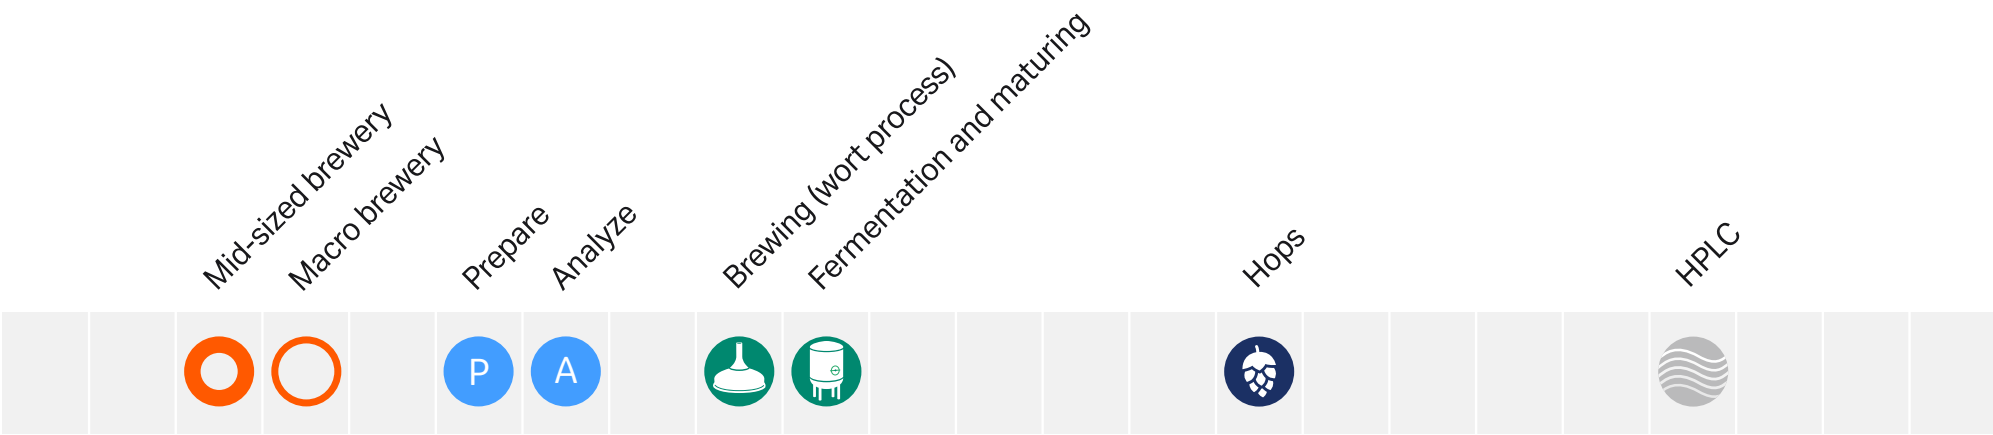 Mid-sized brewery
Macro brewery
Prepare
Analyze
Brewing (wort process)
Fermentation and maturing
Hops
HPLC
P
A